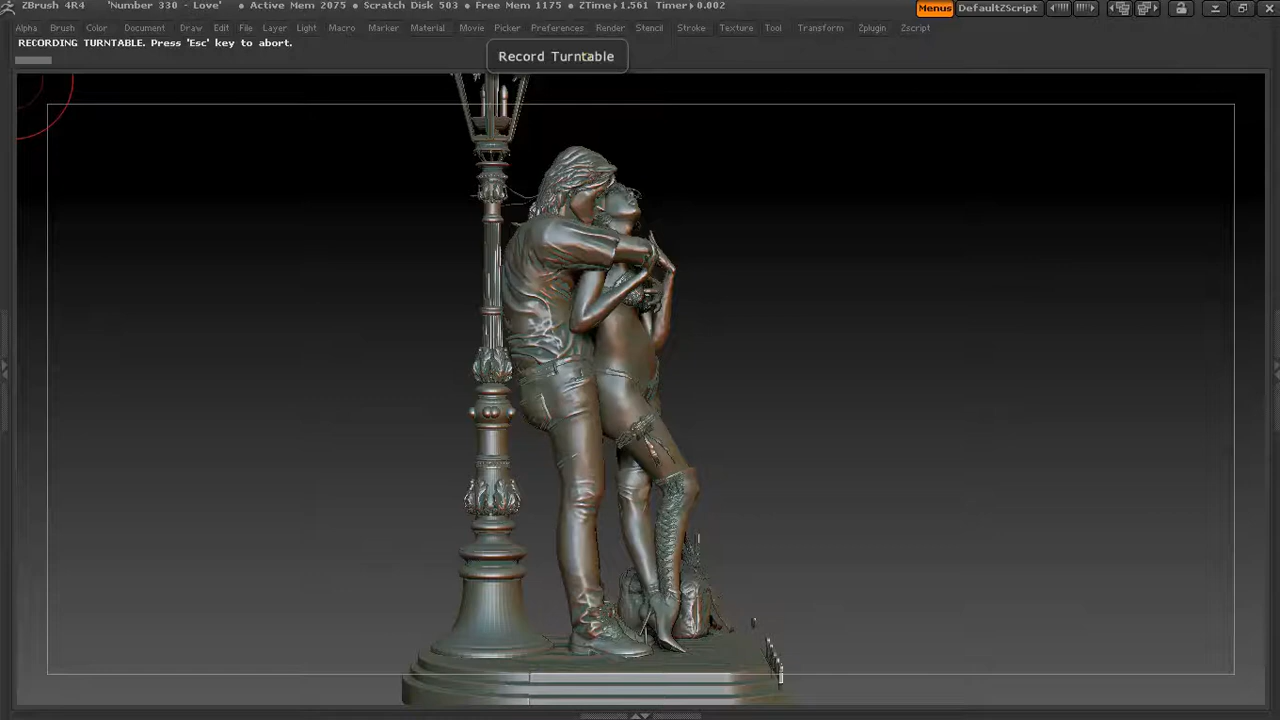 ZBrush 4R4 'Number 330 - Love' • Active Mem 2075 • Scratch Disk 503 • Free Mem 1175 • ZTime▸1.561 Timer▸0.002 Menus DefaultZScript
Alpha Brush Color Document Draw Edit File Layer Light Macro Marker Material Movie Picker Preferences Render Stencil Stroke Texture Tool Transform Zplugin Zscript
RECORDING TURNTABLE. Press 'Esc' key to abort.
Record Turntable